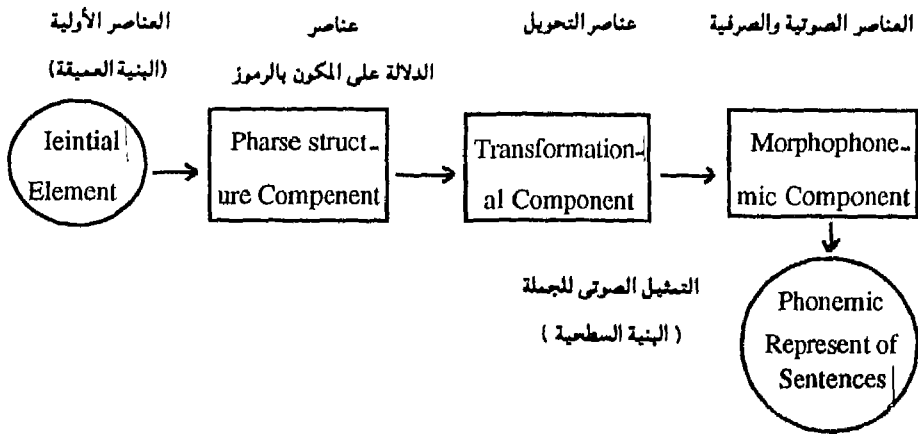 العناصر الأولية
(البنية العميقة)
عناصر
الدلالة على المكون بالرموز
عناصر التحويل
العناصر الصوتية والصرفية
Ieintial
Element
Pharse struct-
ure Compenent
Transformation-
al Component
Morphophone-
mic Component
التمثيل الصوتى للجملة
( البنية السطحية )
Phonemic
Represent of
Sentences